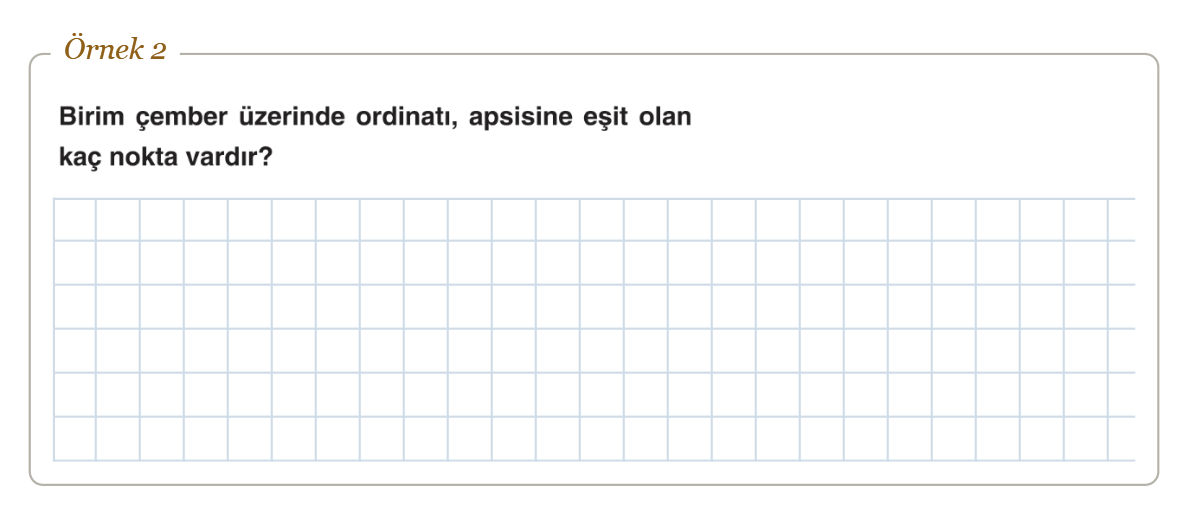 Örnek 2
Birim çember üzerinde ordinatı, apsisine eşit olan
kaç nokta vardır?